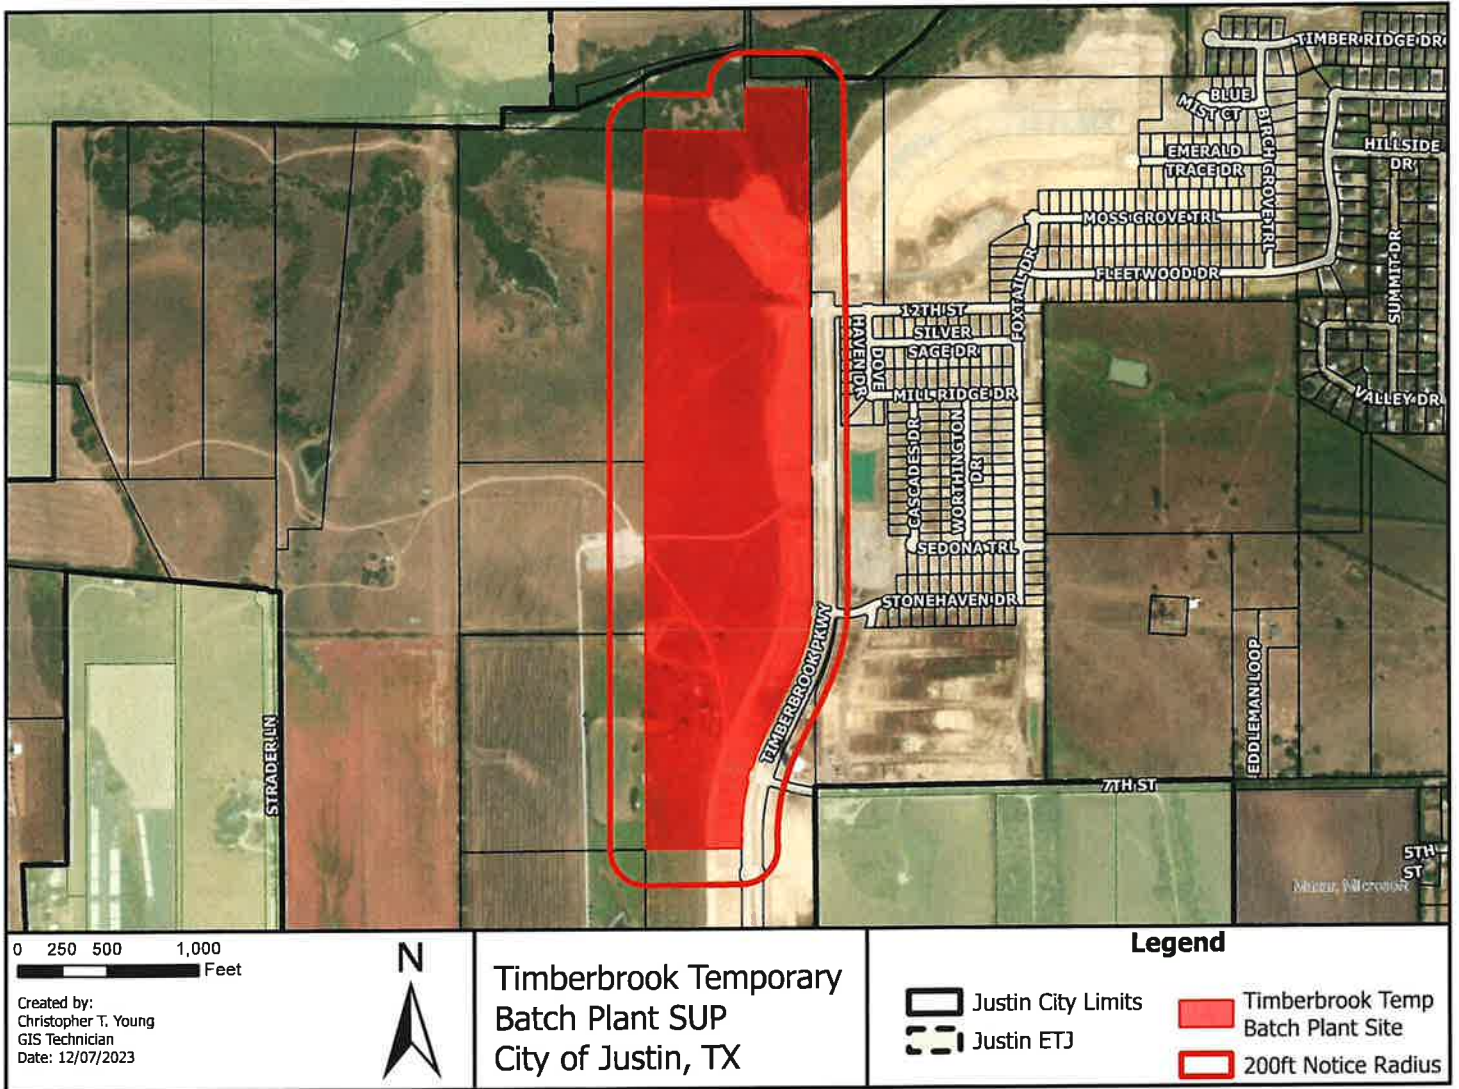 TIMBER RIDGE DR
BLUE
MIST CT
BIRCH GROVE TRL
EMERALD
TRACE DR
HILLSIDE
DR
MOSS GROVE TRL
FLEETWOOD DR
SUMMIT DR
FOXTAIL DR
12TH ST
SILVER
SAGE DR
HAVEN DR
DOVE
MILL RIDGE DR
VALLEY DR
CASCADES DR
WORTHINGTON
DR
SEDONA TRL
STONEHAVEN DR
TIMBERBROOK PKWY
EDDLEMAN LOOP
STRADER LN
7TH ST
5TH
ST
Maxar, Microsoft
0 250 500 1,000
Feet
Created by:
Christopher T. Young
GIS Technician
Date: 12/07/2023
N
Timberbrook Temporary
Batch Plant SUP
City of Justin, TX
Legend
Justin City Limits
Justin ETJ
Timberbrook Temp
Batch Plant Site
200ft Notice Radius